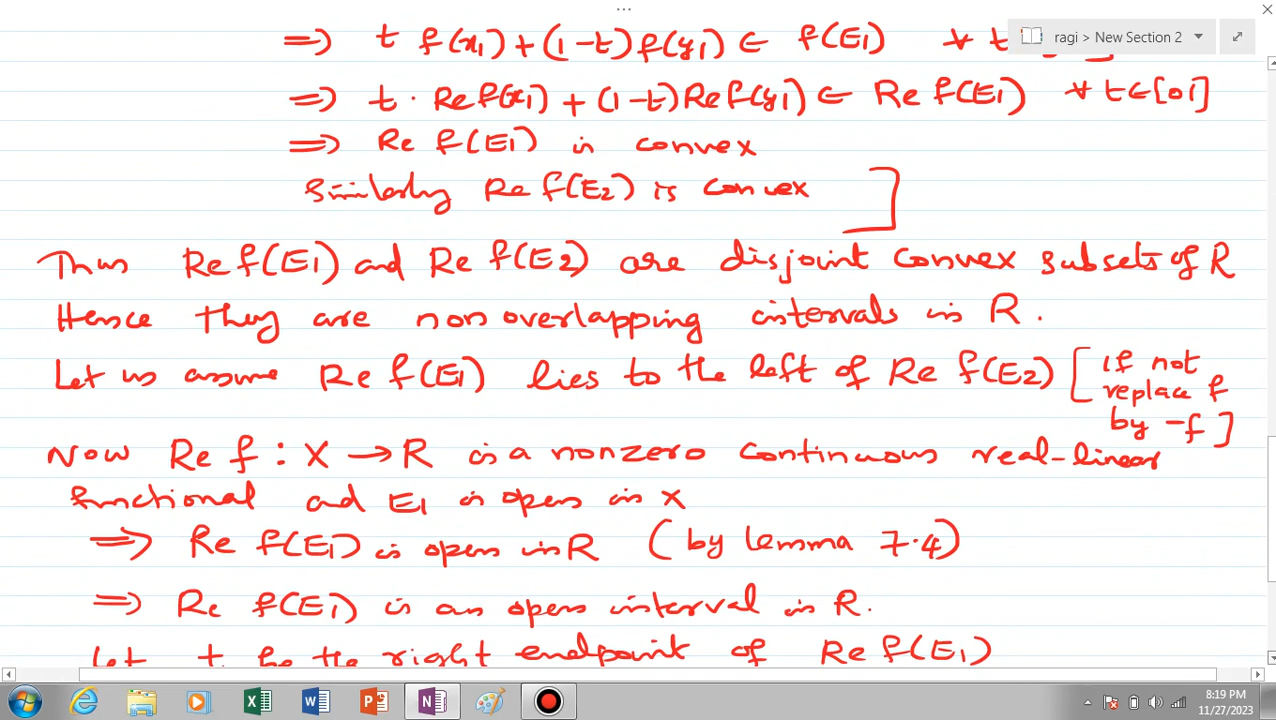 ...
ragi > New Section 2
⇒ t f(x1) + (1-t) f(y1) ∈ f(E1) ∀ t
⇒ t · Re f(x1) + (1-t) Re f(y1) ∈ Re f(E1) ∀ t ∈ [0 1]
⇒ Re f(E1) is convex
Similarly Re f(E2) is convex ]
Thus Re f(E1) and Re f(E2) are disjoint convex subsets of R
Hence they are non overlapping intervals in R.
Let us assume Re f(E1) lies to the left of Re f(E2) [ if not
replace f
by -f ]
Now Re f : X → R is a nonzero continuous real-linear
functional and E1 is open in X
⇒ Re f(E1) is open in R (by lemma 7.4)
⇒ Re f(E1) is an open interval in R.
Let t be the right endpoint of Re f(E1)
8:19 PM
11/27/2023